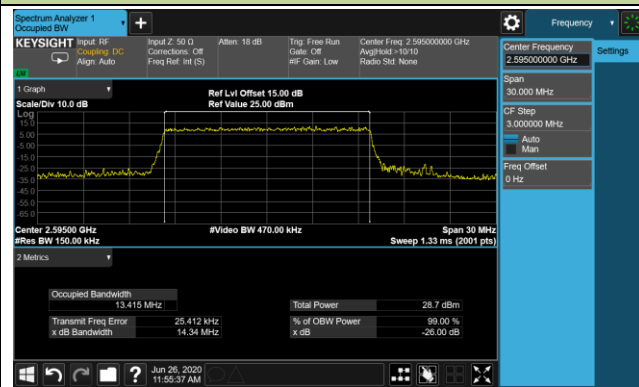 Spectrum Analyzer 1
Occupied BW
Frequency
KEYSIGHT Input: RF
Coupling: DC
Align: Auto
Input Z: 50 Ω
Corrections: Off
Freq Ref: Int (S)
Atten: 18 dB
Trig: Free Run
Gate: Off
#IF Gain: Low
Center Freq: 2.595000000 GHz
Avg|Hold:>10/10
Radio Std: None
LXI
Center Frequency
2.595000000 GHz
Settings
Span
30.000 MHz
CF Step
3.000000 MHz
Auto
Man
Freq Offset
0 Hz
1 Graph
Scale/Div 10.0 dB
Ref Lvl Offset 15.00 dB
Ref Value 25.00 dBm
Log
15.0
5.00
-5.00
-15.0
-25.0
-35.0
-45.0
-55.0
-65.0
Center 2.59500 GHz
#Res BW 150.00 kHz
#Video BW 470.00 kHz
Span 30 MHz
Sweep 1.33 ms (2001 pts)
2 Metrics
Occupied Bandwidth
13.415 MHz
Total Power 28.7 dBm
Transmit Freq Error 25.412 kHz
% of OBW Power 99.00 %
x dB Bandwidth 14.34 MHz
x dB -26.00 dB
Jun 26, 2020
11:55:37 AM